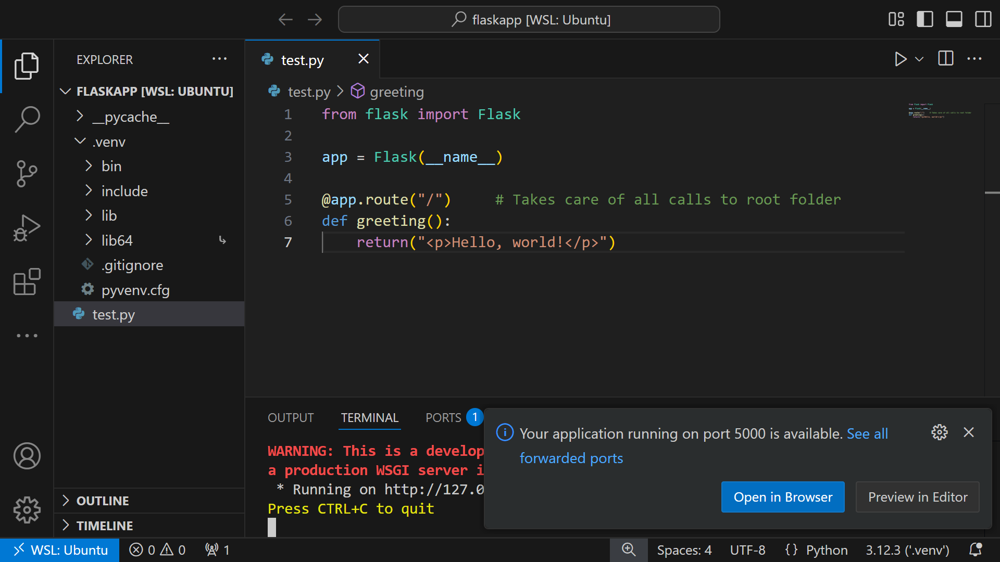 flaskapp [WSL: Ubuntu]
EXPLORER
FLASKAPP [WSL: UBUNTU]
__pycache__
.venv
bin
include
lib
lib64
.gitignore
pyvenv.cfg
test.py
OUTLINE
TIMELINE
test.py
test.py > greeting
1 from flask import Flask
2
3 app = Flask(__name__)
4
5 @app.route("/")     # Takes care of all calls to root folder
6 def greeting():
7     return("<p>Hello, world!</p>")
OUTPUT TERMINAL PORTS 1
WARNING: This is a develop
a production WSGI server i
* Running on http://127.0
Press CTRL+C to quit
Your application running on port 5000 is available. See all
forwarded ports
Open in Browser Preview in Editor
WSL: Ubuntu 0 0 1 Spaces: 4 UTF-8 {} Python 3.12.3 ('.venv')